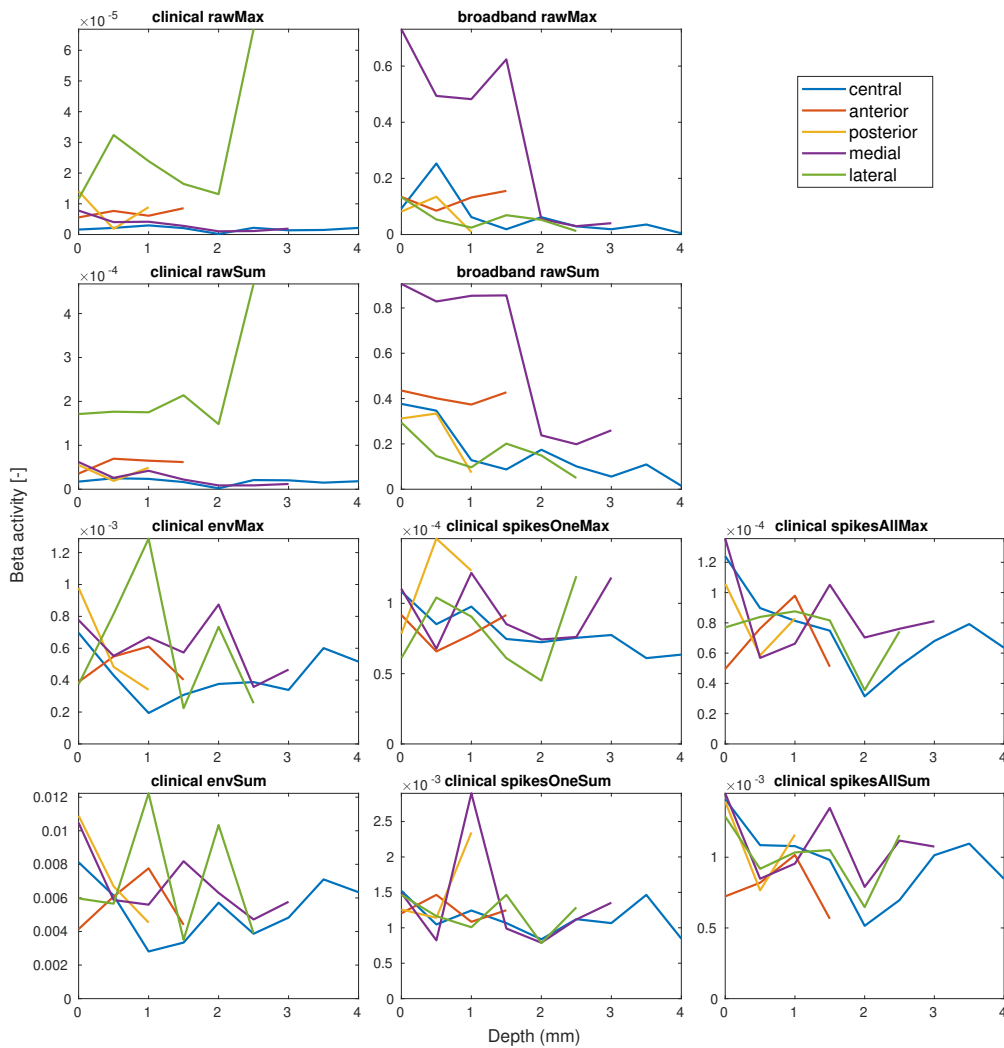 clinical rawMax
×10 -5
6
5
4
3
2
1
0
0 1 2 3 4
broadband rawMax
0.6
0.4
0.2
0
0 1 2 3 4
central
anterior
posterior
medial
lateral
clinical rawSum
×10 -4
4
3
2
1
0
0 1 2 3 4
broadband rawSum
0.8
0.6
0.4
0.2
0
0 1 2 3 4
Beta activity [-]
clinical envMax
×10 -3
1.2
1
0.8
0.6
0.4
0.2
0
0 1 2 3 4
clinical spikesOneMax
×10 -4
1
0.5
0
0 1 2 3 4
clinical spikesAllMax
×10 -4
1.2
1
0.8
0.6
0.4
0.2
0
0 1 2 3 4
clinical envSum
0.012
0.01
0.008
0.006
0.004
0.002
0
0 1 2 3 4
clinical spikesOneSum
×10 -3
2.5
2
1.5
1
0.5
0
0 1 2 3 4
clinical spikesAllSum
×10 -3
1
0.5
0
0 1 2 3 4
Depth (mm)